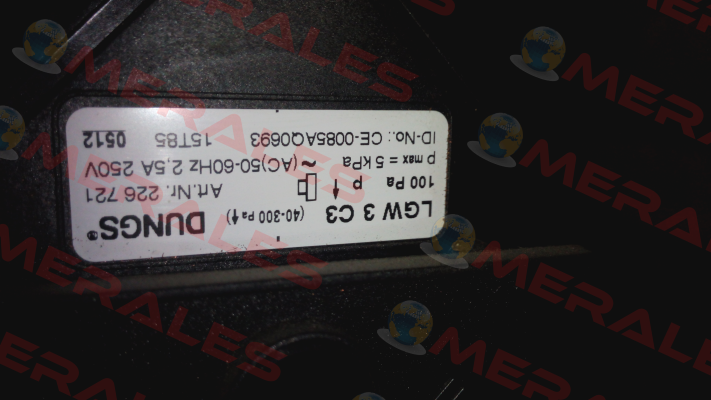 LGW 3 C3 (40-300 Pa⬆) DUNGS®
100 Pa ↓ p Art.Nr. 226 721
p max = 5 kPa ~ (AC)50-60Hz 2,5A 250V
ID-No.: CE-0085AQ0693 15T85 0512
MERALES
MERALES
MERALES
MERALES
MERALES
MERALES